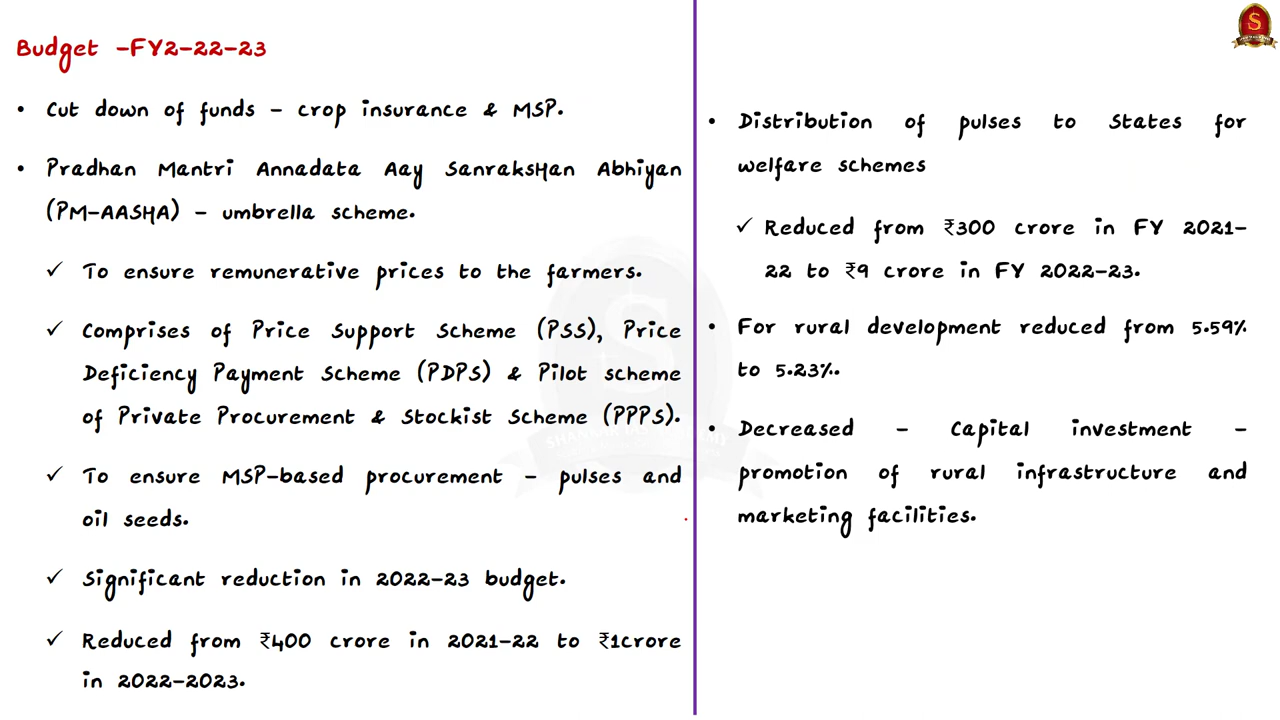 Budget -FY2-22-23
• Cut down of funds - crop insurance & MSP.
• Pradhan Mantri Annadata Aay SanraksHan Abhiyan
(PM-AASHA) - umbrella scheme.
✓ To ensure remunerative prices to the farmers.
✓ Comprises of Price Support Scheme (PSS), Price
Deficiency Payment Scheme (PDPS) & Pilot scheme
of Private Procurement & Stockist Scheme (PPPS).
✓ To ensure MSP-based procurement - pulses and
oil seeds.
✓ Significant reduction in 2022-23 budget.
✓ Reduced from ₹400 crore in 2021-22 to ₹1crore
in 2022-2023.
• Distribution of pulses to States for
welfare schemes
✓ Reduced from ₹300 crore in FY 2021-
22 to ₹9 crore in FY 2022-23.
• For rural development reduced from 5.59%
to 5.23%.
• Decreased - Capital investment -
promotion of rural infrastructure and
marketing facilities.
S
S